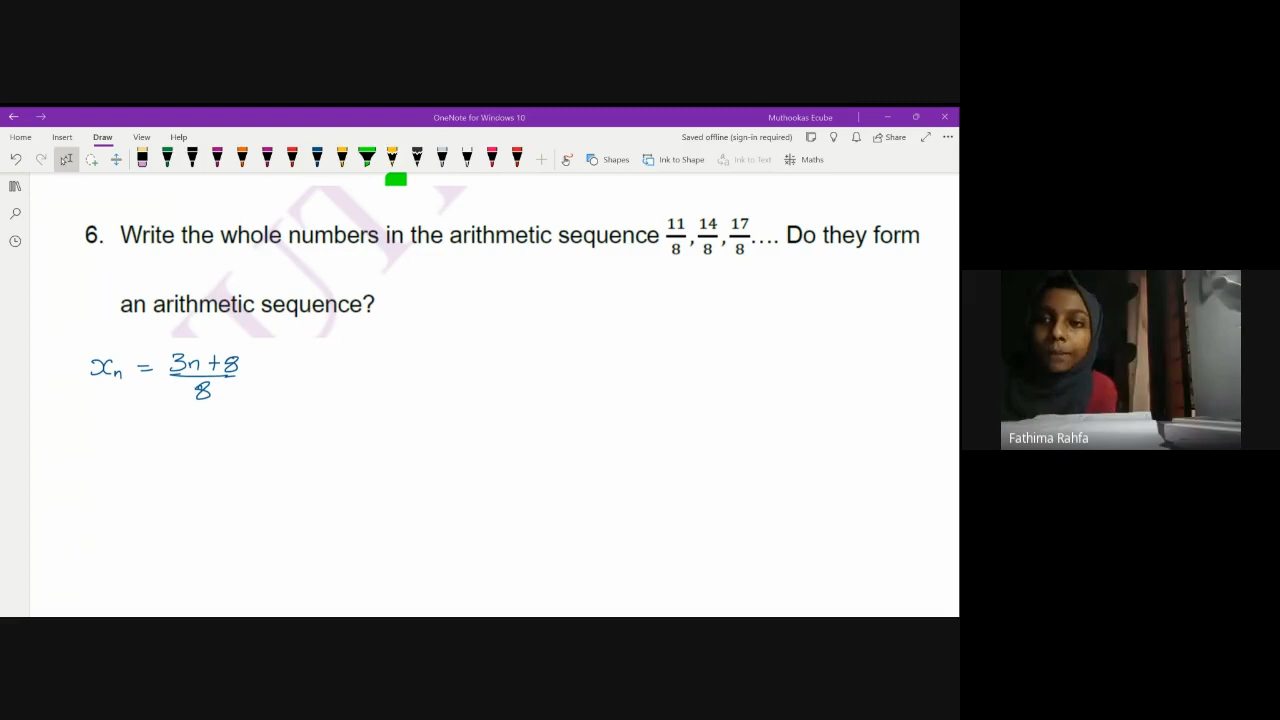 OneNote for Windows 10
Muthookas Ecube
Home Insert Draw View Help
Saved offline (sign-in required) Share
Shapes Ink to Shape Ink to Text Maths
6. Write the whole numbers in the arithmetic sequence 11/8, 14/8, 17/8.... Do they form
an arithmetic sequence?
xₙ = 3n+8/8
Fathima Rahfa